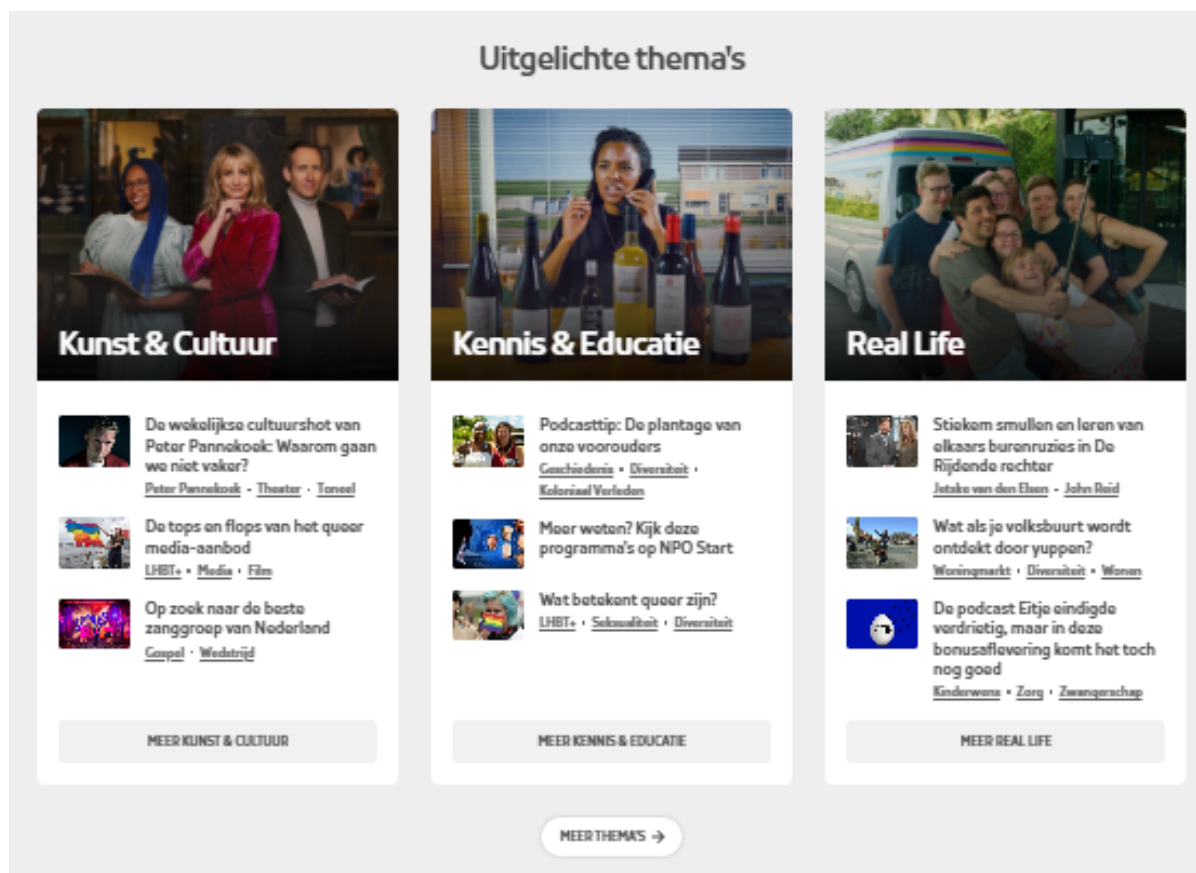 Uitgelichte thema's
Kunst & Cultuur
De wekelijkse cultuurshot van
Peter Pannekoek: Waarom gaan
we niet vaker?
Peter Pannekoek • Theater • Toneel
De tops en flops van het queer
media-aanbod
LHBT+ • Media • Film
Op zoek naar de beste
zanggroep van Nederland
Gospel • Wedstrijd
MEER KUNST & CULTUUR
Kennis & Educatie
Podcasttip: De plantage van
onze voorouders
Geschiedenis • Diversiteit •
Koloniaal Verleden
Meer weten? Kijk deze
programma's op NPO Start
Wat betekent queer zijn?
LHBT+ • Seksualiteit • Diversiteit
MEER KENNIS & EDUCATIE
Real Life
Stiekem smullen en leren van
elkaars burenruzies in De
Rijdende rechter
Jetske van den Elsen • John Reid
Wat als je volksbuurt wordt
ontdekt door yuppen?
Woningmarkt • Diversiteit • Wonen
De podcast Eitje eindigde
verdrietig, maar in deze
bonusaflevering komt het toch
nog goed
Kinderwens • Zorg • Zwangerschap
MEER REAL LIFE
MEER THEMA'S →